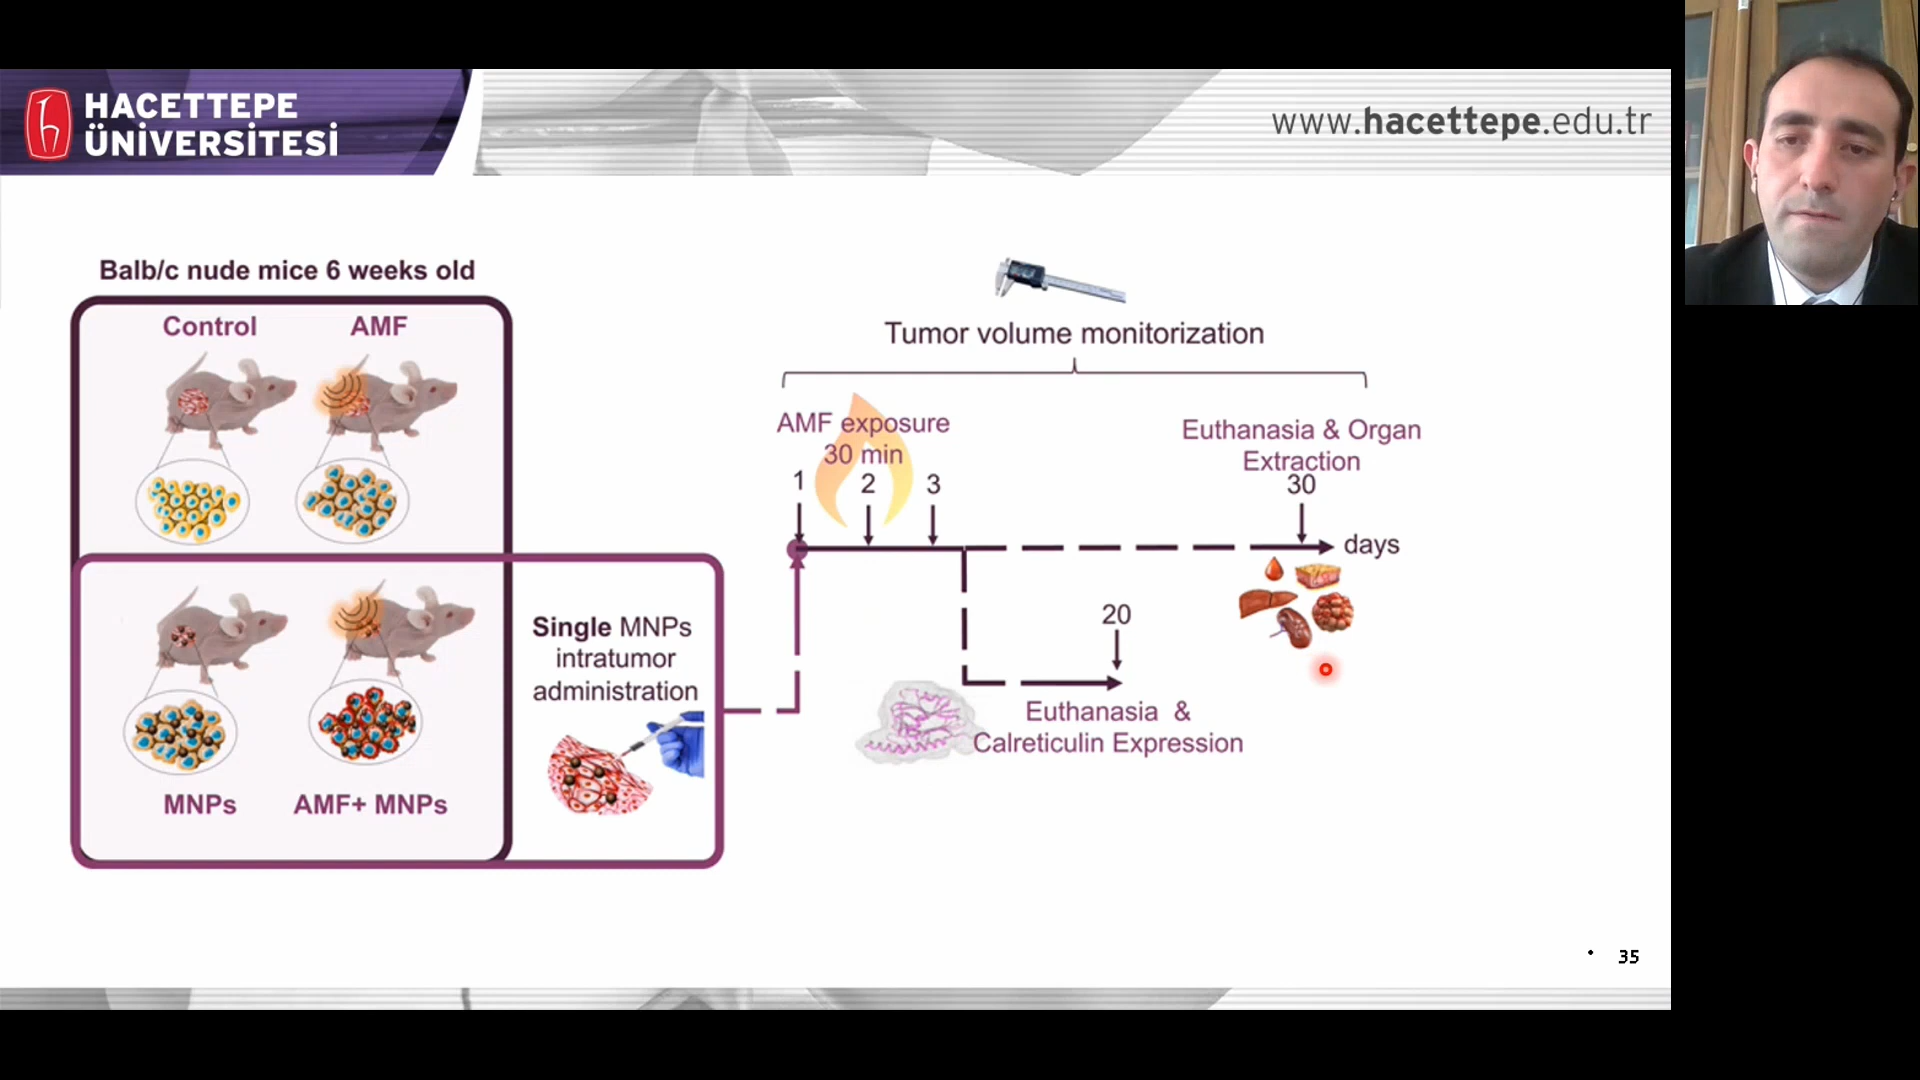 HACETTEPE
ÜNİVERSİTESİ
www.hacettepe.edu.tr
Balb/c nude mice 6 weeks old
Control
AMF
MNPs
AMF+ MNPs
Single MNPs
intratumor
administration
Tumor volume monitorization
AMF exposure
30 min
1
2
3
Euthanasia & Organ
Extraction
30
days
20
Euthanasia &
Calreticulin Expression
35